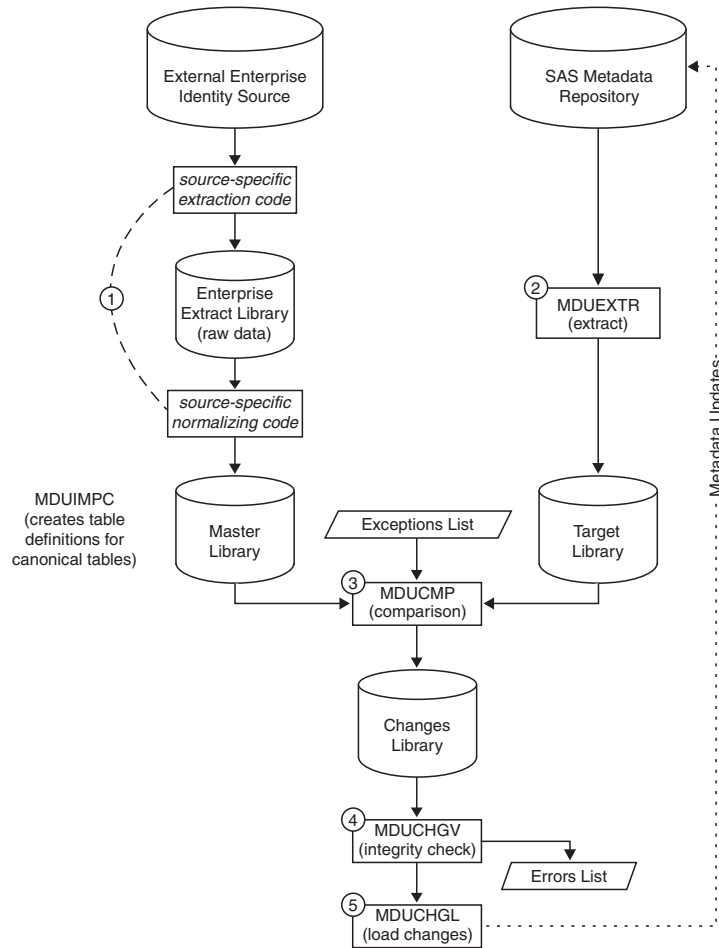 External Enterprise
Identity Source
SAS Metadata
Repository
source-specific
extraction code
1
Enterprise
Extract Library
(raw data)
2
MDUEXTR
(extract)
source-specific
normalizing code
Metadata Updates
MDUIMPC
(creates table
definitions for
canonical tables)
Master
Library
Exceptions List
Target
Library
3
MDUCMP
(comparison)
Changes
Library
4
MDUCHGV
(integrity check)
Errors List
5
MDUCHGL
(load changes)